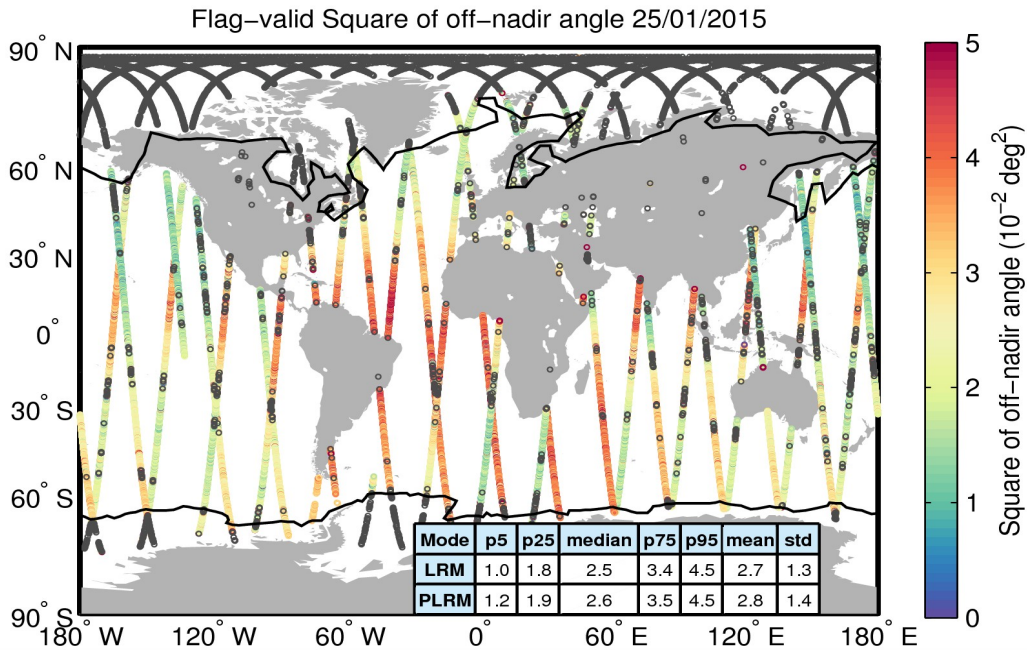 Flag−valid Square of off−nadir angle 25/01/2015
90° N
60° N
30° N
0°
30° S
60° S
90° S
180° W
120° W
60° W
0°
60° E
120° E
180° E
5
4
3
2
1
0
Square of off−nadir angle (10⁻² deg²)
Mode p5 p25 median p75 p95 mean std
LRM 1.0 1.8 2.5 3.4 4.5 2.7 1.3
PLRM 1.2 1.9 2.6 3.5 4.5 2.8 1.4